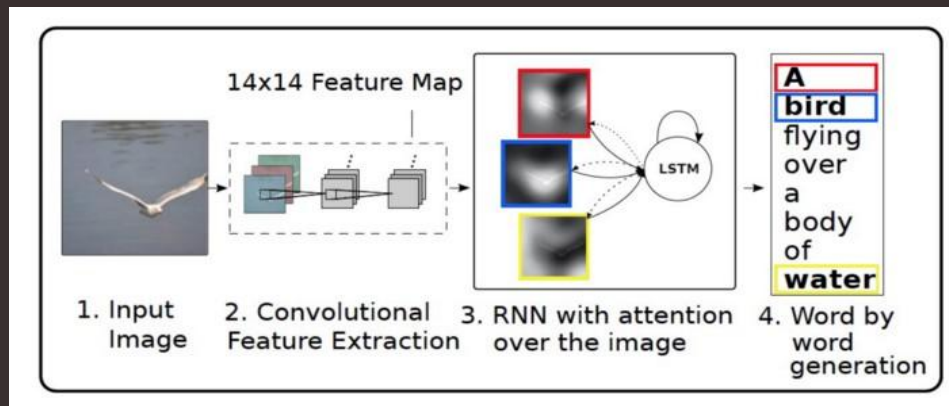 14x14 Feature Map
LSTM
A
bird
flying
over
a
body
of
water
1. Input
Image
2. Convolutional
Feature Extraction
3. RNN with attention
over the image
4. Word by
word
generation